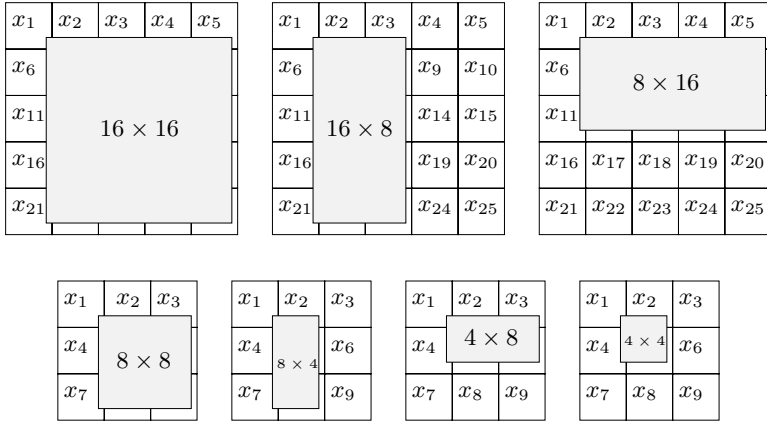 x₁ x₂ x₃ x₄ x₅
x₆
x₁₁
x₁₆
x₂₁
16 × 16
x₁ x₂ x₃ x₄ x₅
x₆ x₉ x₁₀
x₁₁ x₁₄ x₁₅
x₁₆ x₁₉ x₂₀
x₂₁ x₂₄ x₂₅
16 × 8
x₁ x₂ x₃ x₄ x₅
x₆
x₁₁
x₁₆ x₁₇ x₁₈ x₁₉ x₂₀
x₂₁ x₂₂ x₂₃ x₂₄ x₂₅
8 × 16
x₁ x₂ x₃
x₄
x₇
8 × 8
x₁ x₂ x₃
x₄ x₆
x₇ x₉
8 × 4
x₁ x₂ x₃
x₄
x₇ x₈ x₉
4 × 8
x₁ x₂ x₃
x₄ x₆
x₇ x₈ x₉
4 × 4